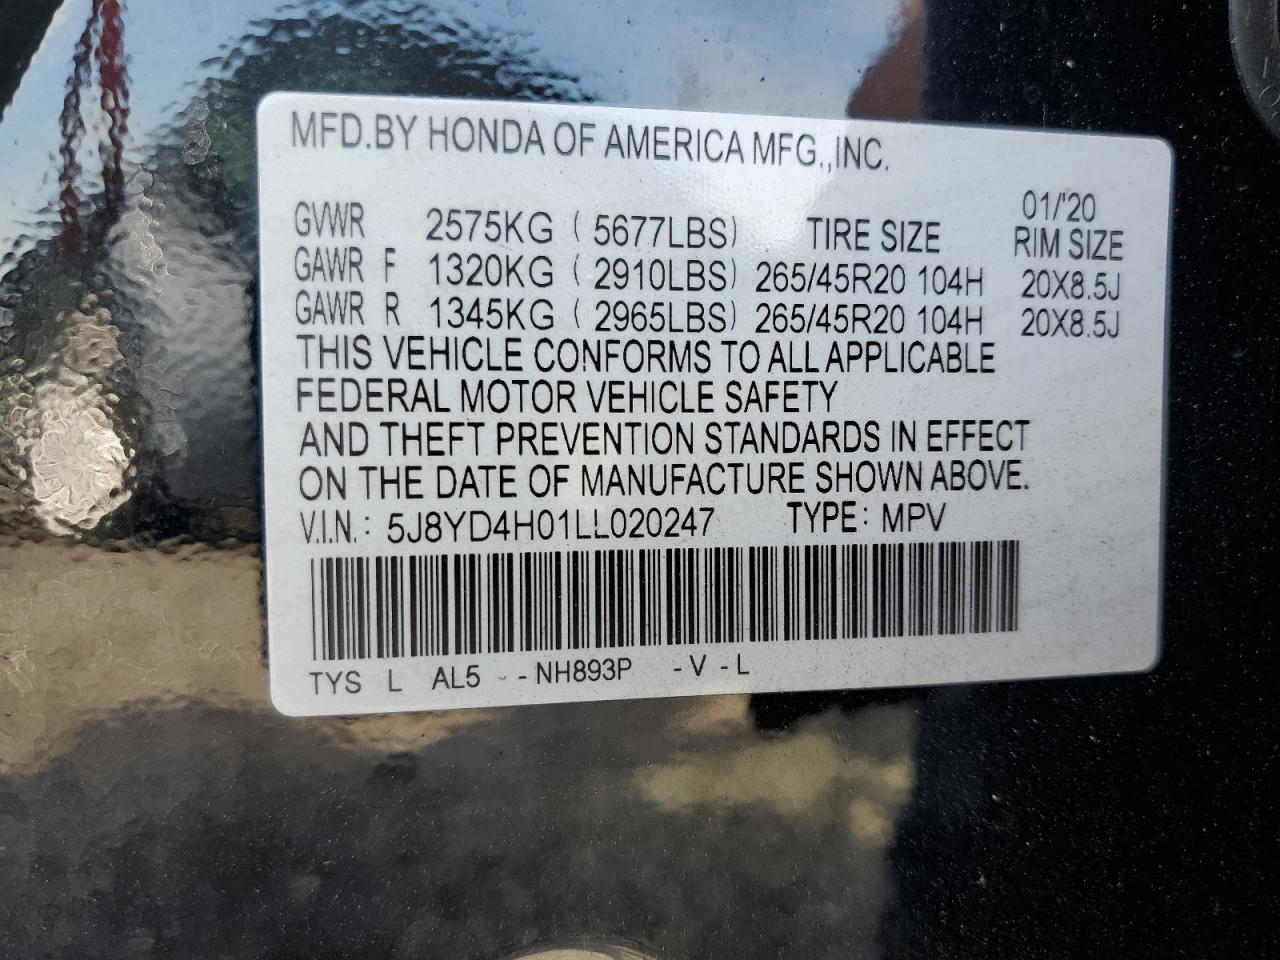 MFD.BY HONDA OF AMERICA MFG.,INC.
01/'20
GVWR 2575KG ( 5677LBS) TIRE SIZE RIM SIZE
GAWR F 1320KG ( 2910LBS) 265/45R20 104H 20X8.5J
GAWR R 1345KG ( 2965LBS) 265/45R20 104H 20X8.5J
THIS VEHICLE CONFORMS TO ALL APPLICABLE
FEDERAL MOTOR VEHICLE SAFETY
AND THEFT PREVENTION STANDARDS IN EFFECT
ON THE DATE OF MANUFACTURE SHOWN ABOVE.
V.I.N.: 5J8YD4H01LL020247 TYPE: MPV
TYS L AL5 - - NH893P - V - L